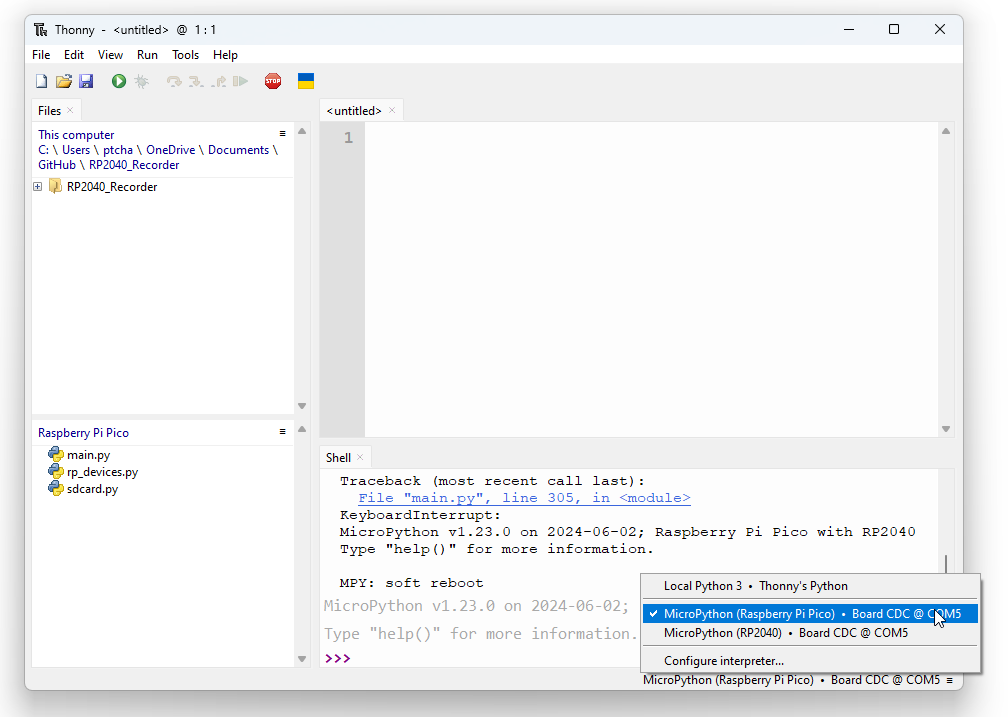 Thonny - <untitled> @ 1 : 1
File Edit View Run Tools Help
STOP
Files ×
<untitled> ×
This computer ≡
C: \ Users \ ptcha \ OneDrive \ Documents \
GitHub \ RP2040_Recorder
RP2040_Recorder
1
Raspberry Pi Pico ≡
main.py
rp_devices.py
sdcard.py
Shell ×
Traceback (most recent call last):
File "main.py", line 305, in <module>
KeyboardInterrupt:
MicroPython v1.23.0 on 2024-06-02; Raspberry Pi Pico with RP2040
Type "help()" for more information.
MPY: soft reboot
MicroPython v1.23.0 on 2024-06-02;
Type "help()" for more information.
>>>
Local Python 3 • Thonny's Python
✓ MicroPython (Raspberry Pi Pico) • Board CDC @ COM5
MicroPython (RP2040) • Board CDC @ COM5
Configure interpreter...
MicroPython (Raspberry Pi Pico) • Board CDC @ COM5 ≡